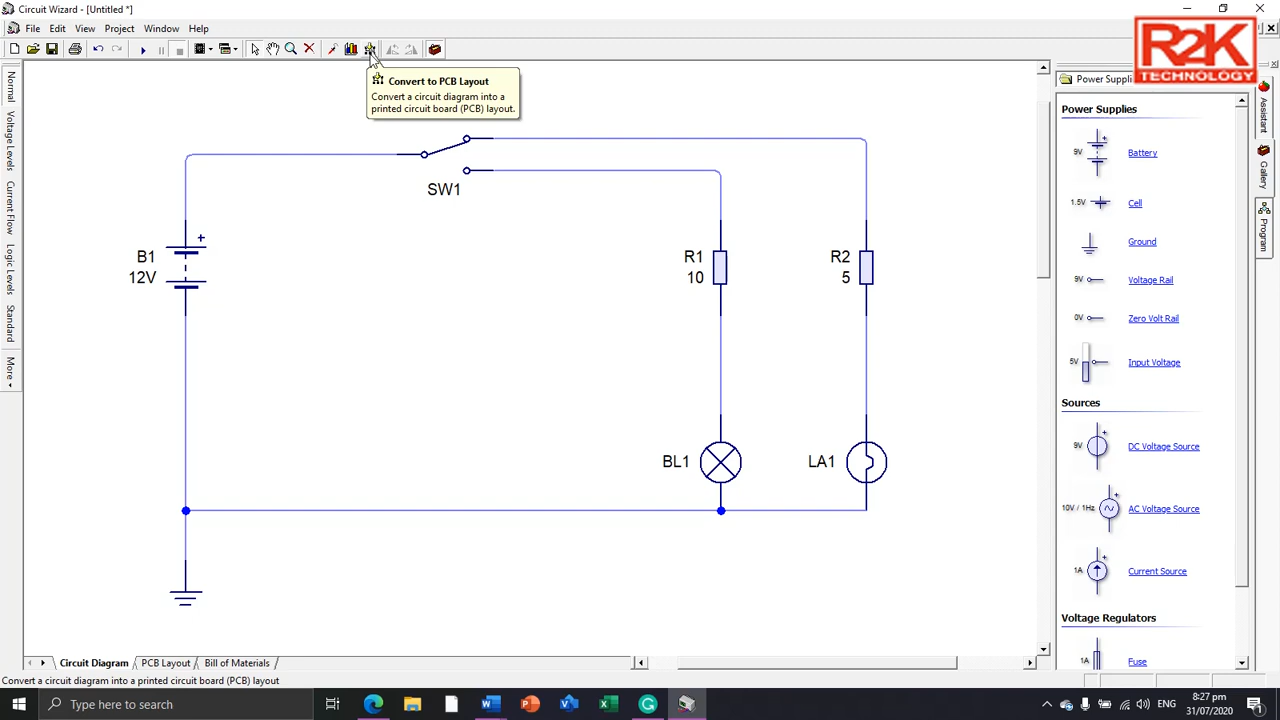 Circuit Wizard - [Untitled *]
File Edit View Project Window Help
R2K
TECHNOLOGY
Convert to PCB Layout
Convert a circuit diagram into a
printed circuit board (PCB) layout.
Normal
Voltage Levels
Current Flow
Logic Levels
Standard
More
SW1
B1
12V
R1
10
R2
5
BL1
LA1
Power Suppli
Power Supplies
9V Battery
1.5V Cell
Ground
9V Voltage Rail
0V Zero Volt Rail
5V Input Voltage
Sources
9V DC Voltage Source
10V / 1Hz AC Voltage Source
1A Current Source
Voltage Regulators
1A Fuse
Assistant
Gallery
Program
Circuit Diagram PCB Layout Bill of Materials
Convert a circuit diagram into a printed circuit board (PCB) layout
Type here to search
ENG
8:27 pm
31/07/2020